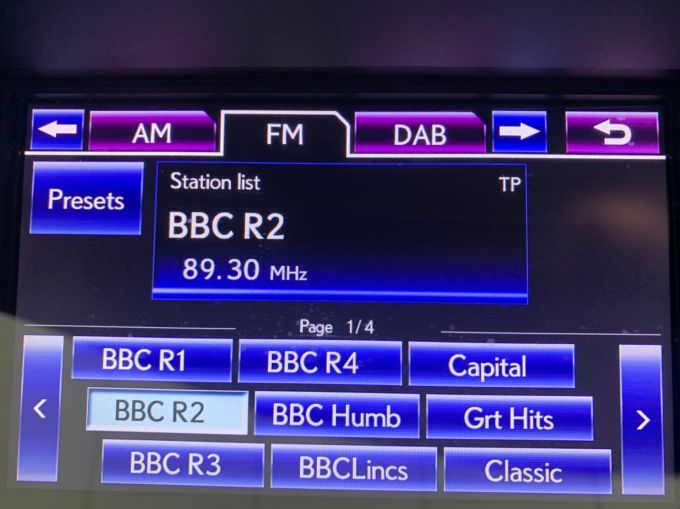 AM FM DAB
Presets
Station list TP
BBC R2
89.30 MHz
Page 1/4
BBC R1 BBC R4 Capital
BBC R2 BBC Humb Grt Hits
BBC R3 BBCLincs Classic